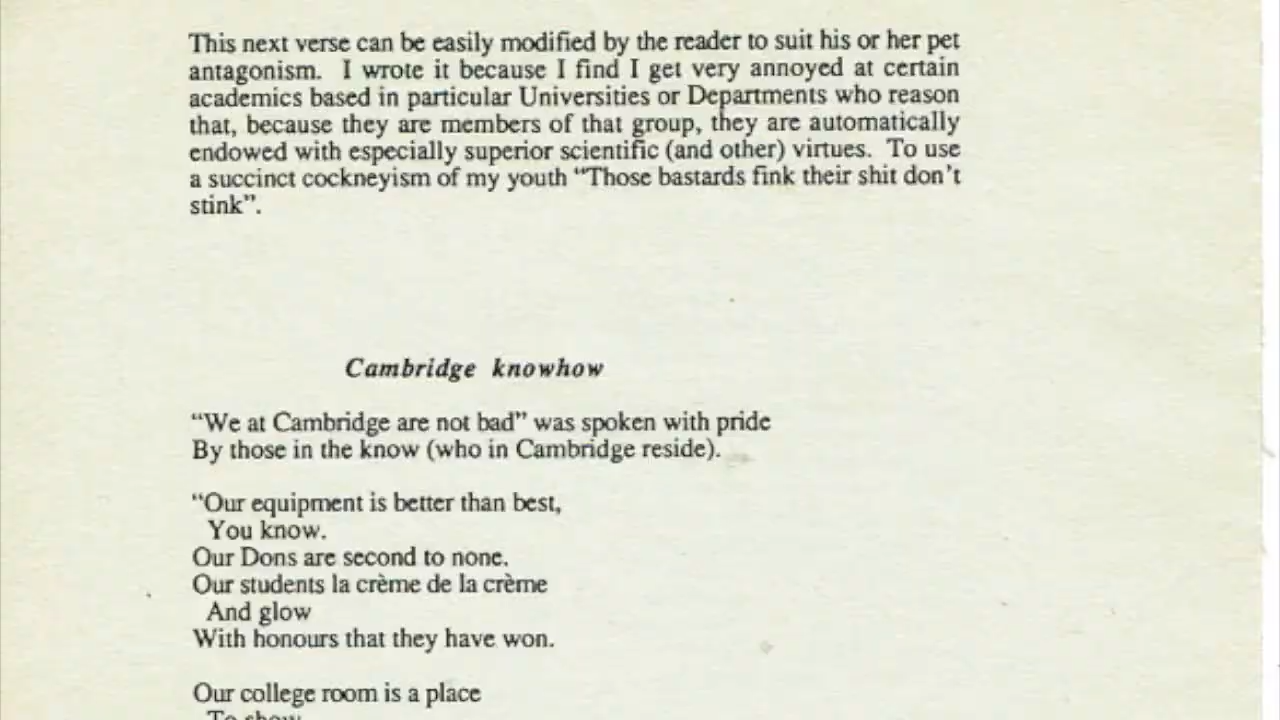 This next verse can be easily modified by the reader to suit his or her pet
antagonism. I wrote it because I find I get very annoyed at certain
academics based in particular Universities or Departments who reason
that, because they are members of that group, they are automatically
endowed with especially superior scientific (and other) virtues. To use
a succinct cockneyism of my youth “Those bastards fink their shit don’t
stink”.
Cambridge knowhow
“We at Cambridge are not bad” was spoken with pride
By those in the know (who in Cambridge reside).
“Our equipment is better than best,
You know.
Our Dons are second to none.
Our students la crème de la crème
And glow
With honours that they have won.
Our college room is a place
To show